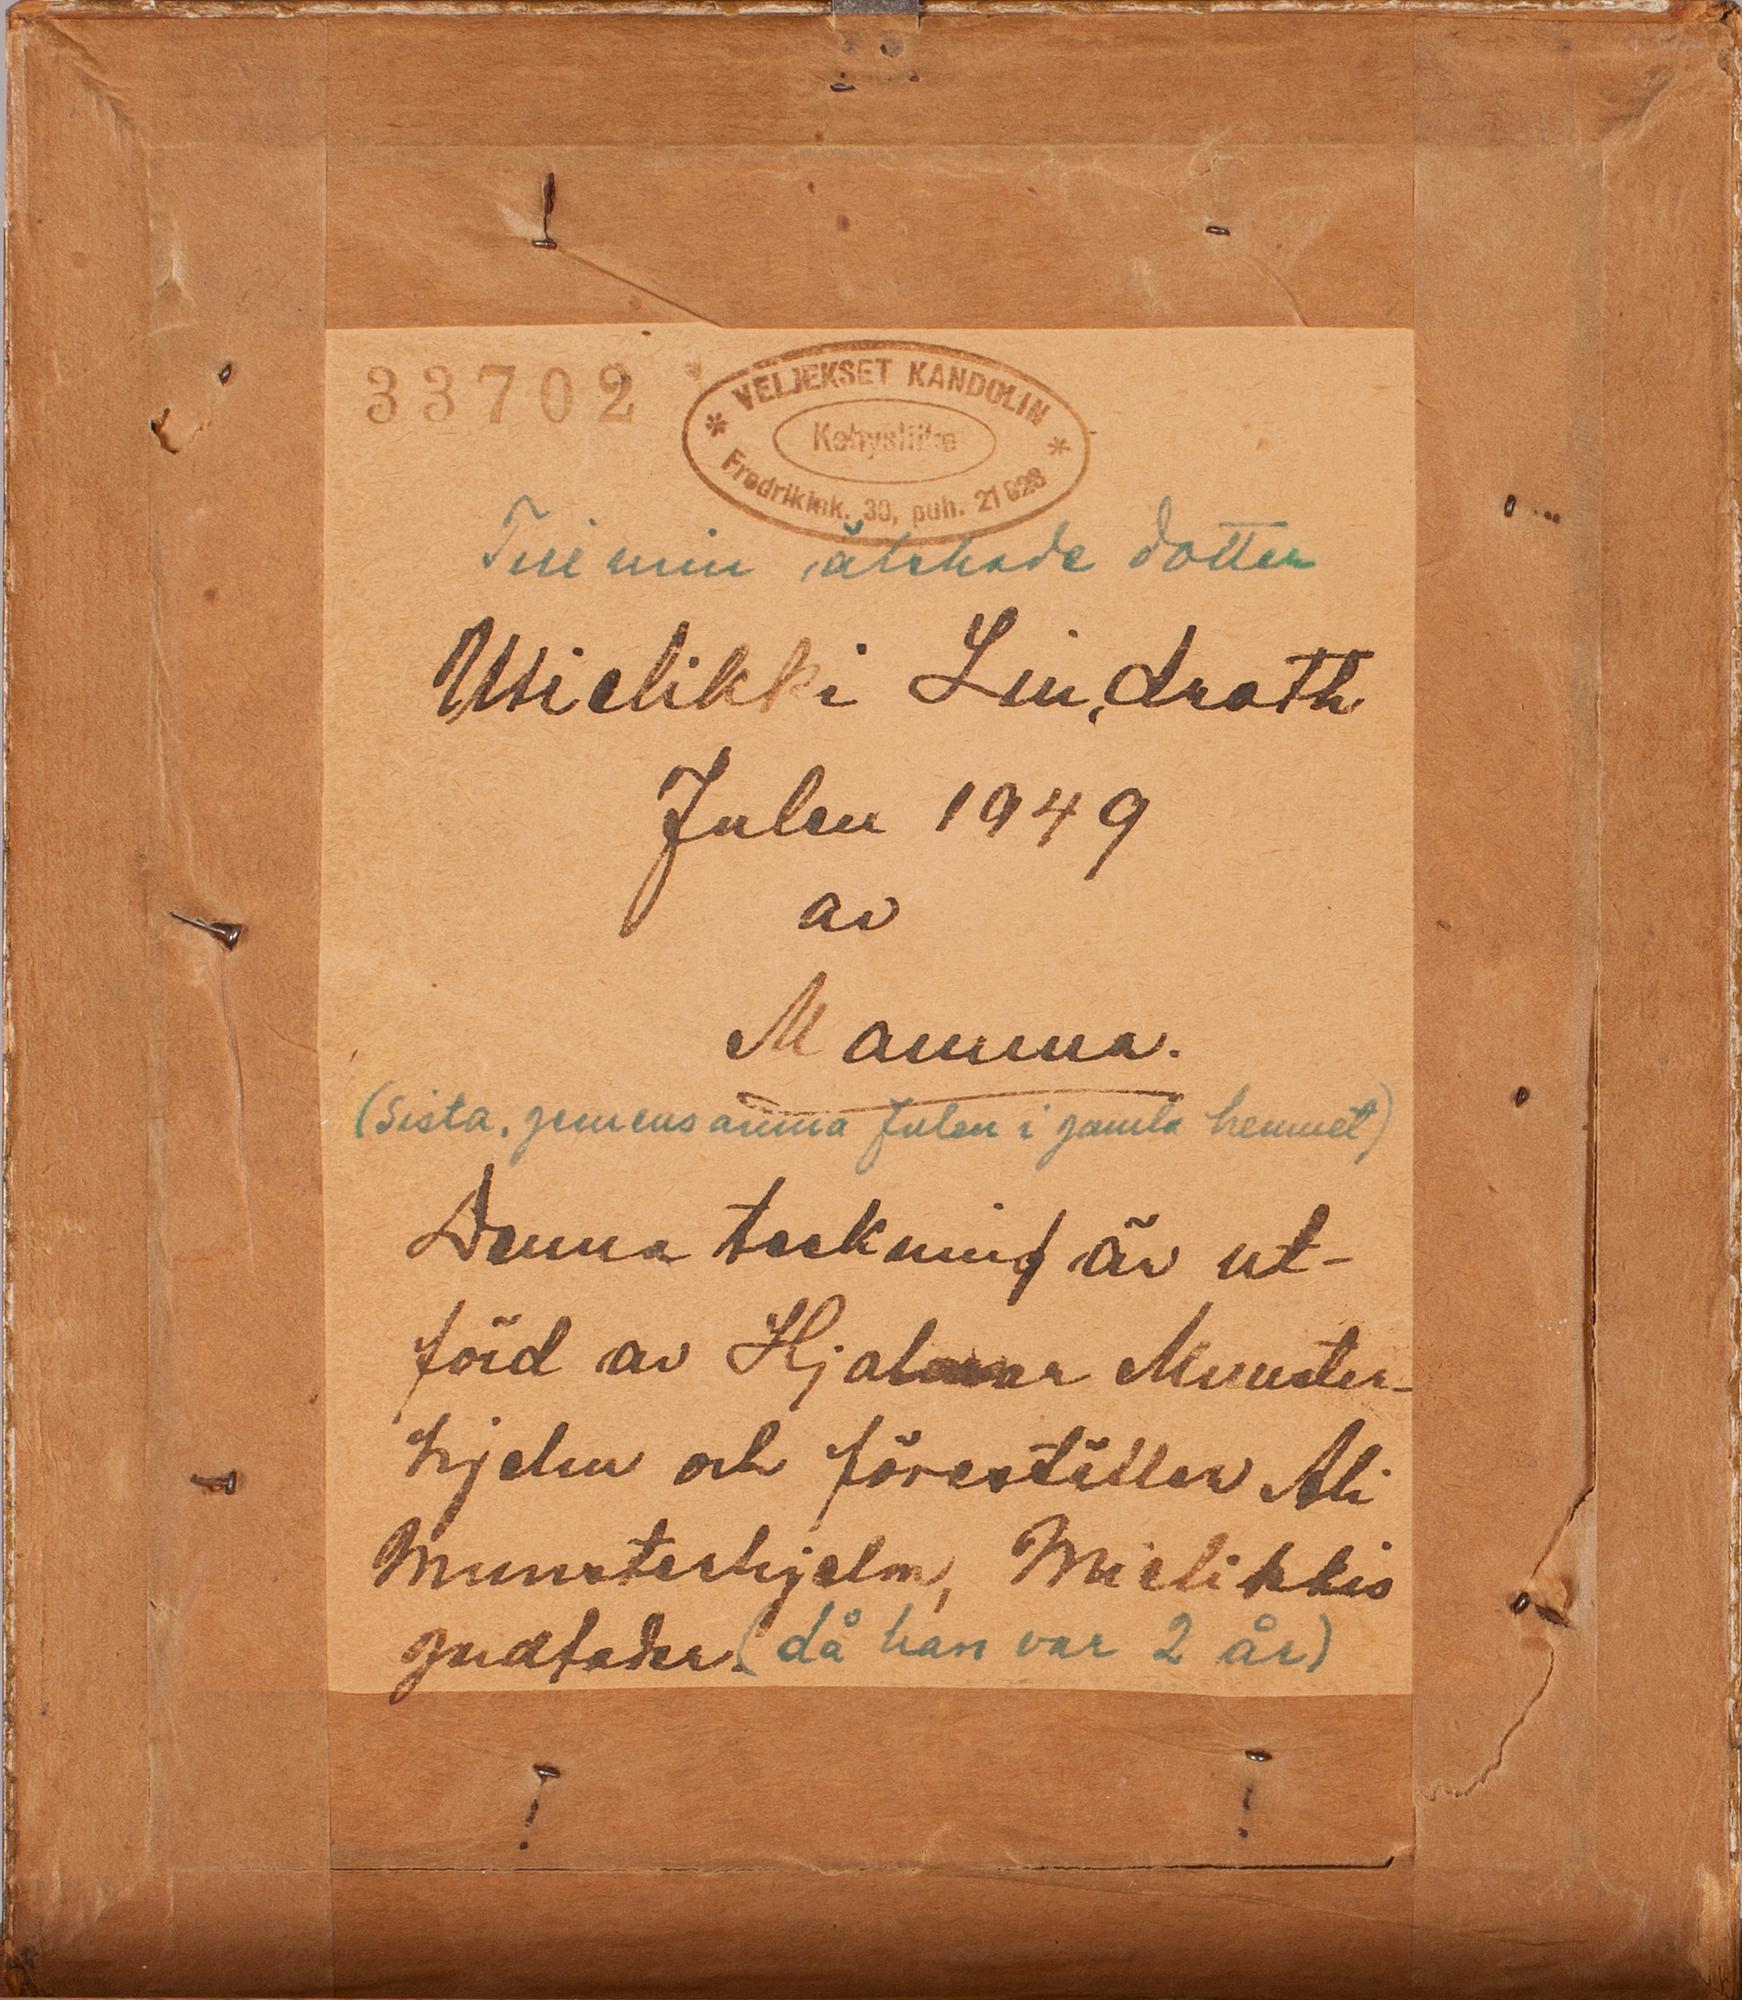 33702
* VELJEKSET KANDOLIN *
Kehysliike
Fredrikink. 30, puh. 21 928
Till min älskade dotter
Mielikki Lindroth
Julen 1949
av
Mamma.
(Sista gemensamma Julen i gamla hemmet)
Denna teckning är ut-
förd av Hjalmar Munster-
hjelm och föreställer Ali
Munsterhjelm, Mielikkis
gudfader. (då han var 2 år)